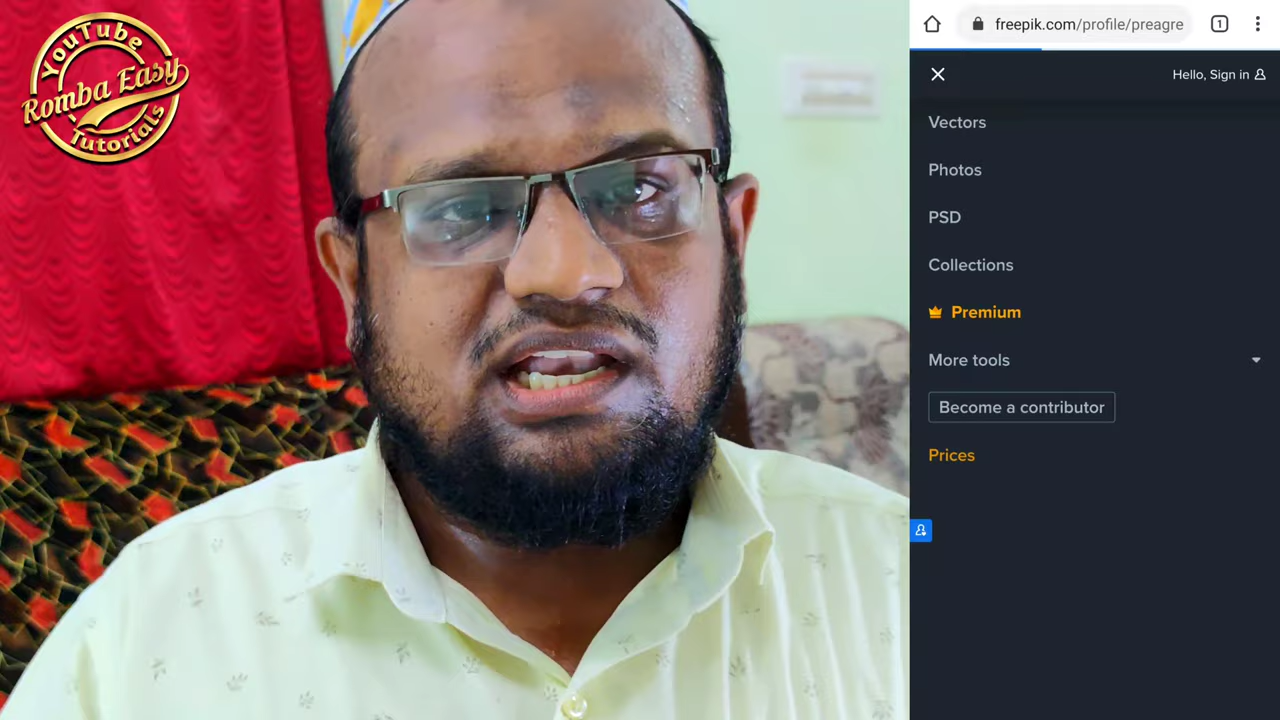 YouTube
Romba Easy
Tutorials
freepik.com/profile/preagre
1
Hello, Sign in
Vectors
Photos
PSD
Collections
Premium
More tools
Become a contributor
Prices